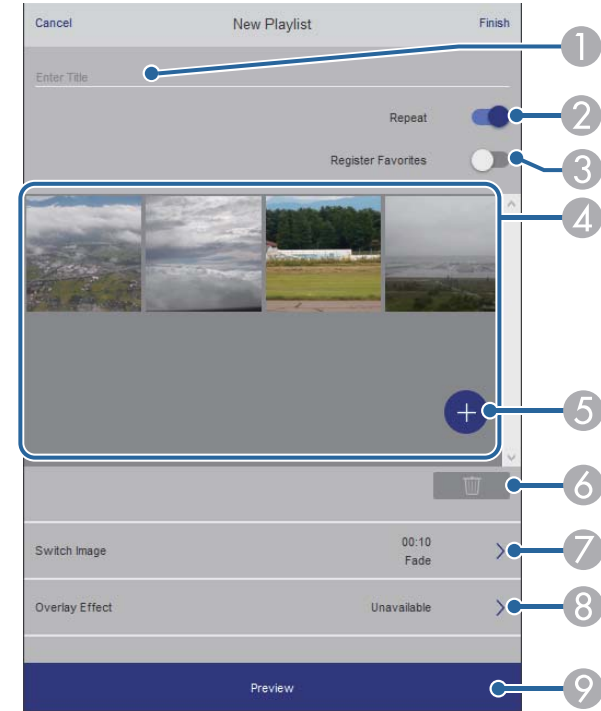 Cancel New Playlist Finish
1
Enter Title
Repeat 2
Register Favorites 3
4
+ 5
6
Switch Image 00:10 7
Fade
Overlay Effect Unavailable 8
Preview 9